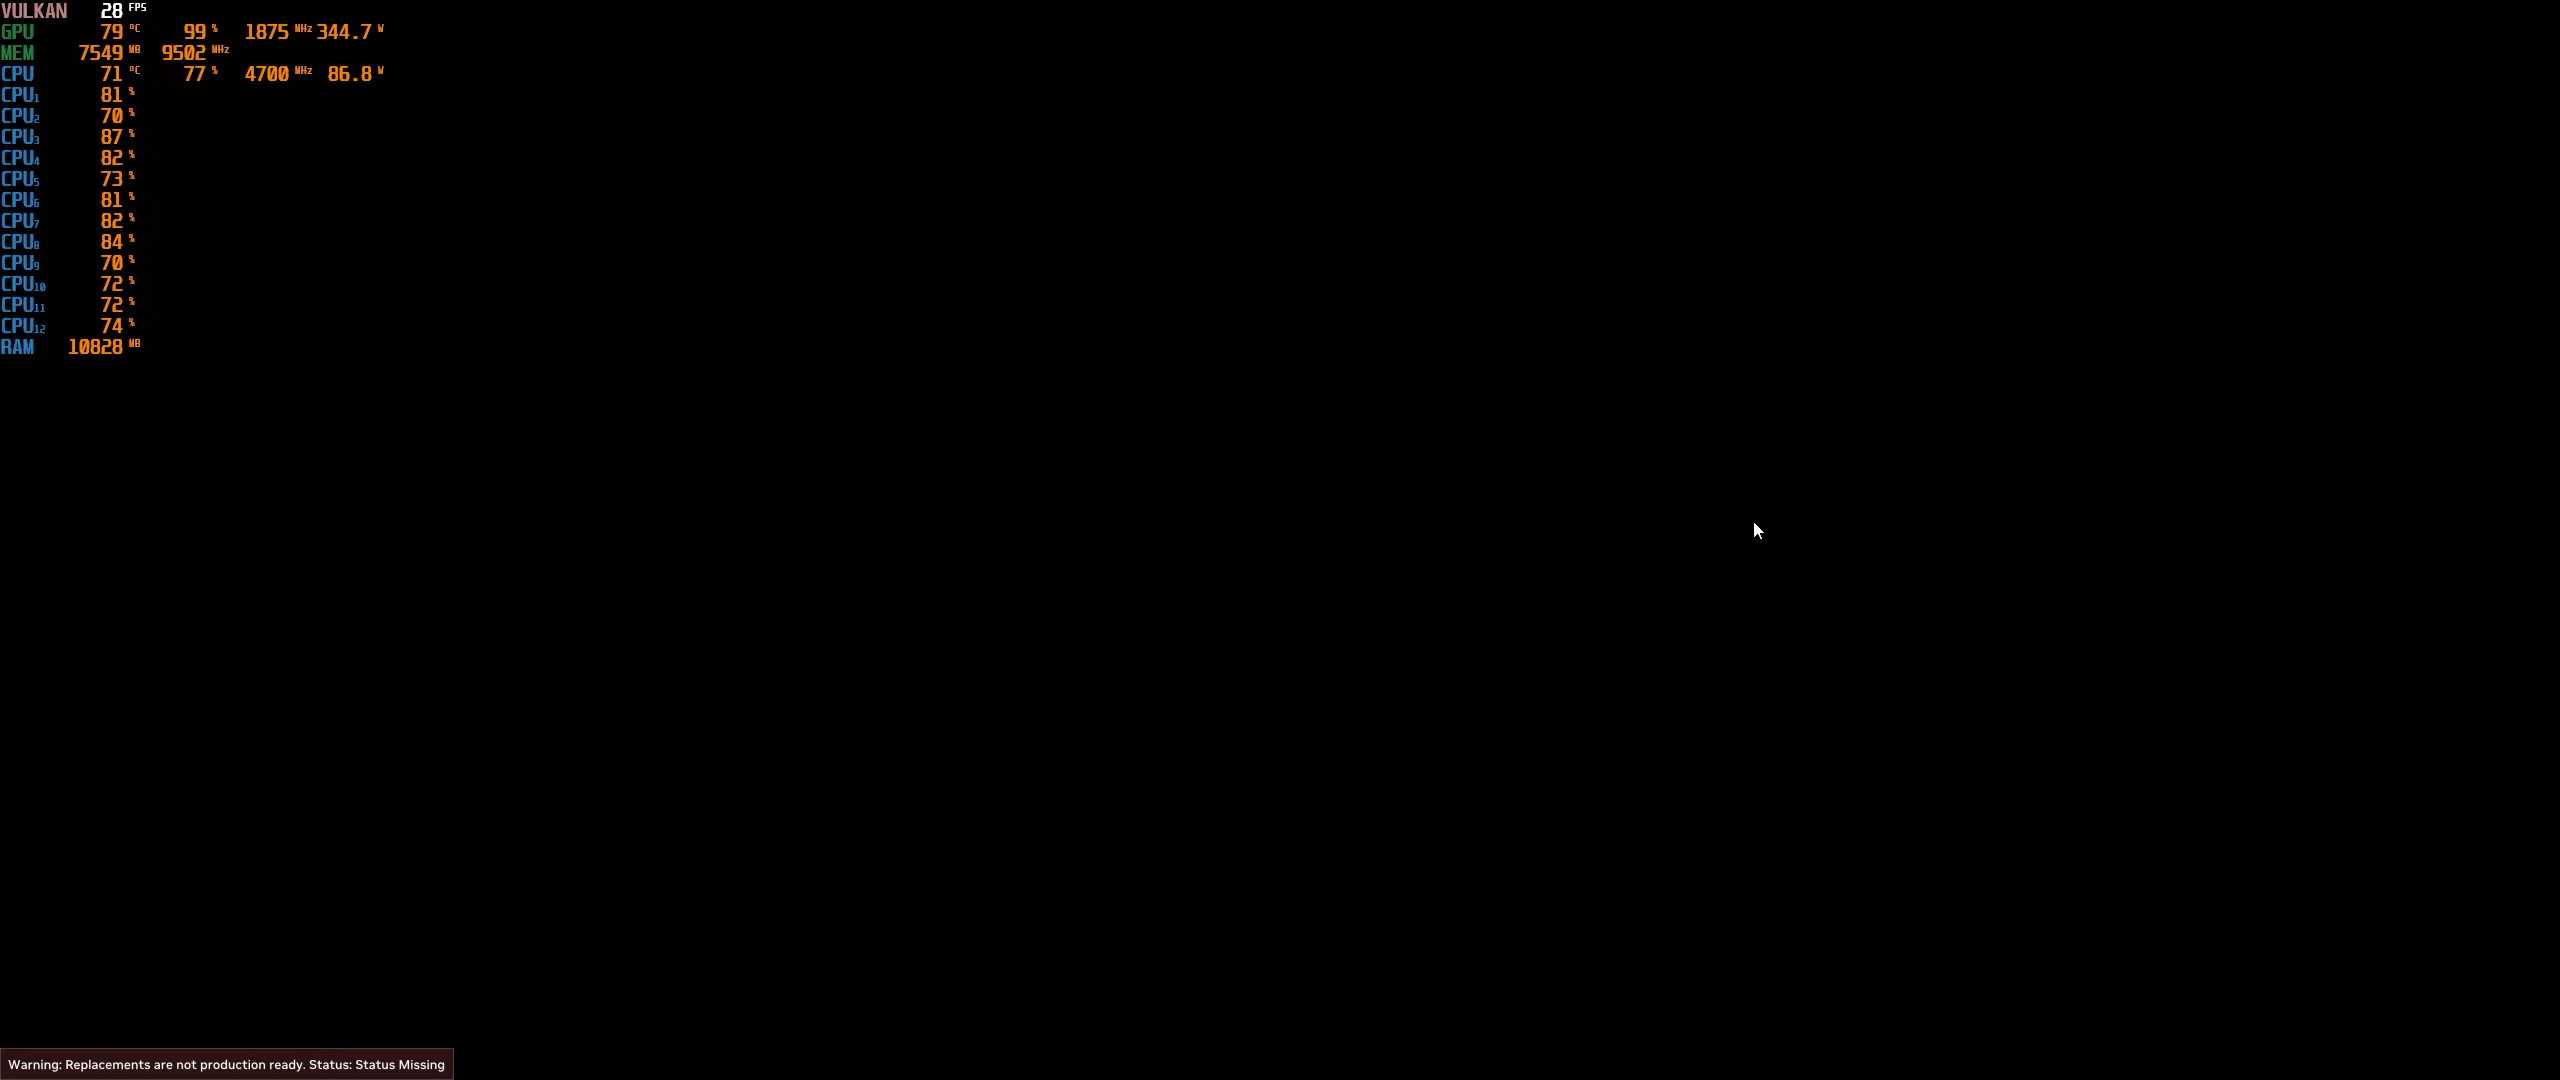 VULKAN 28 FPS
GPU 79 °C 99 % 1875 MHz 344.7 W
MEM 7549 MB 9502 MHz
CPU 71 °C 77 % 4700 MHz 86.8 W
CPU1 81 %
CPU2 70 %
CPU3 87 %
CPU4 82 %
CPU5 73 %
CPU6 81 %
CPU7 82 %
CPU8 84 %
CPU9 70 %
CPU10 72 %
CPU11 72 %
CPU12 74 %
RAM 10828 MB
Warning: Replacements are not production ready. Status: Status Missing